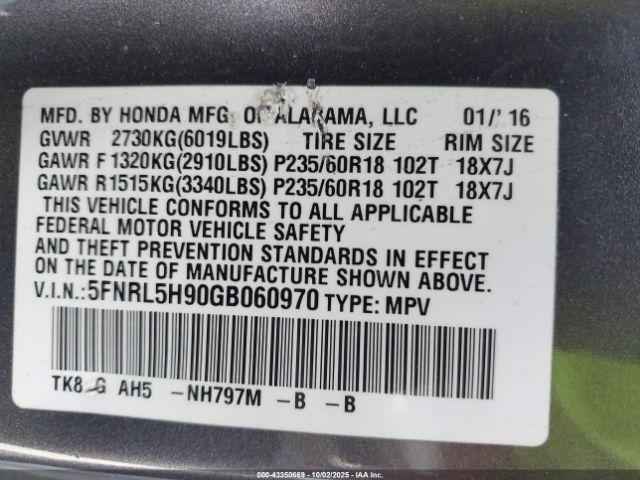 MFD. BY HONDA MFG. OF ALABAMA, LLC 01/16
GVWR 2730KG(6019LBS) TIRE SIZE RIM SIZE
GAWR F 1320KG(2910LBS) P235/60R18 102T 18X7J
GAWR R1515KG(3340LBS) P235/60R18 102T 18X7J
THIS VEHICLE CONFORMS TO ALL APPLICABLE
FEDERAL MOTOR VEHICLE SAFETY
AND THEFT PREVENTION STANDARDS IN EFFECT
ON THE DATE OF MANUFACTURE SHOWN ABOVE.
V.I.N.:5FNRL5H90GB060970 TYPE: MPV
TK8 G AH5 -NH797M -B -B
000-43350669 10/02/2025 IAA Inc.